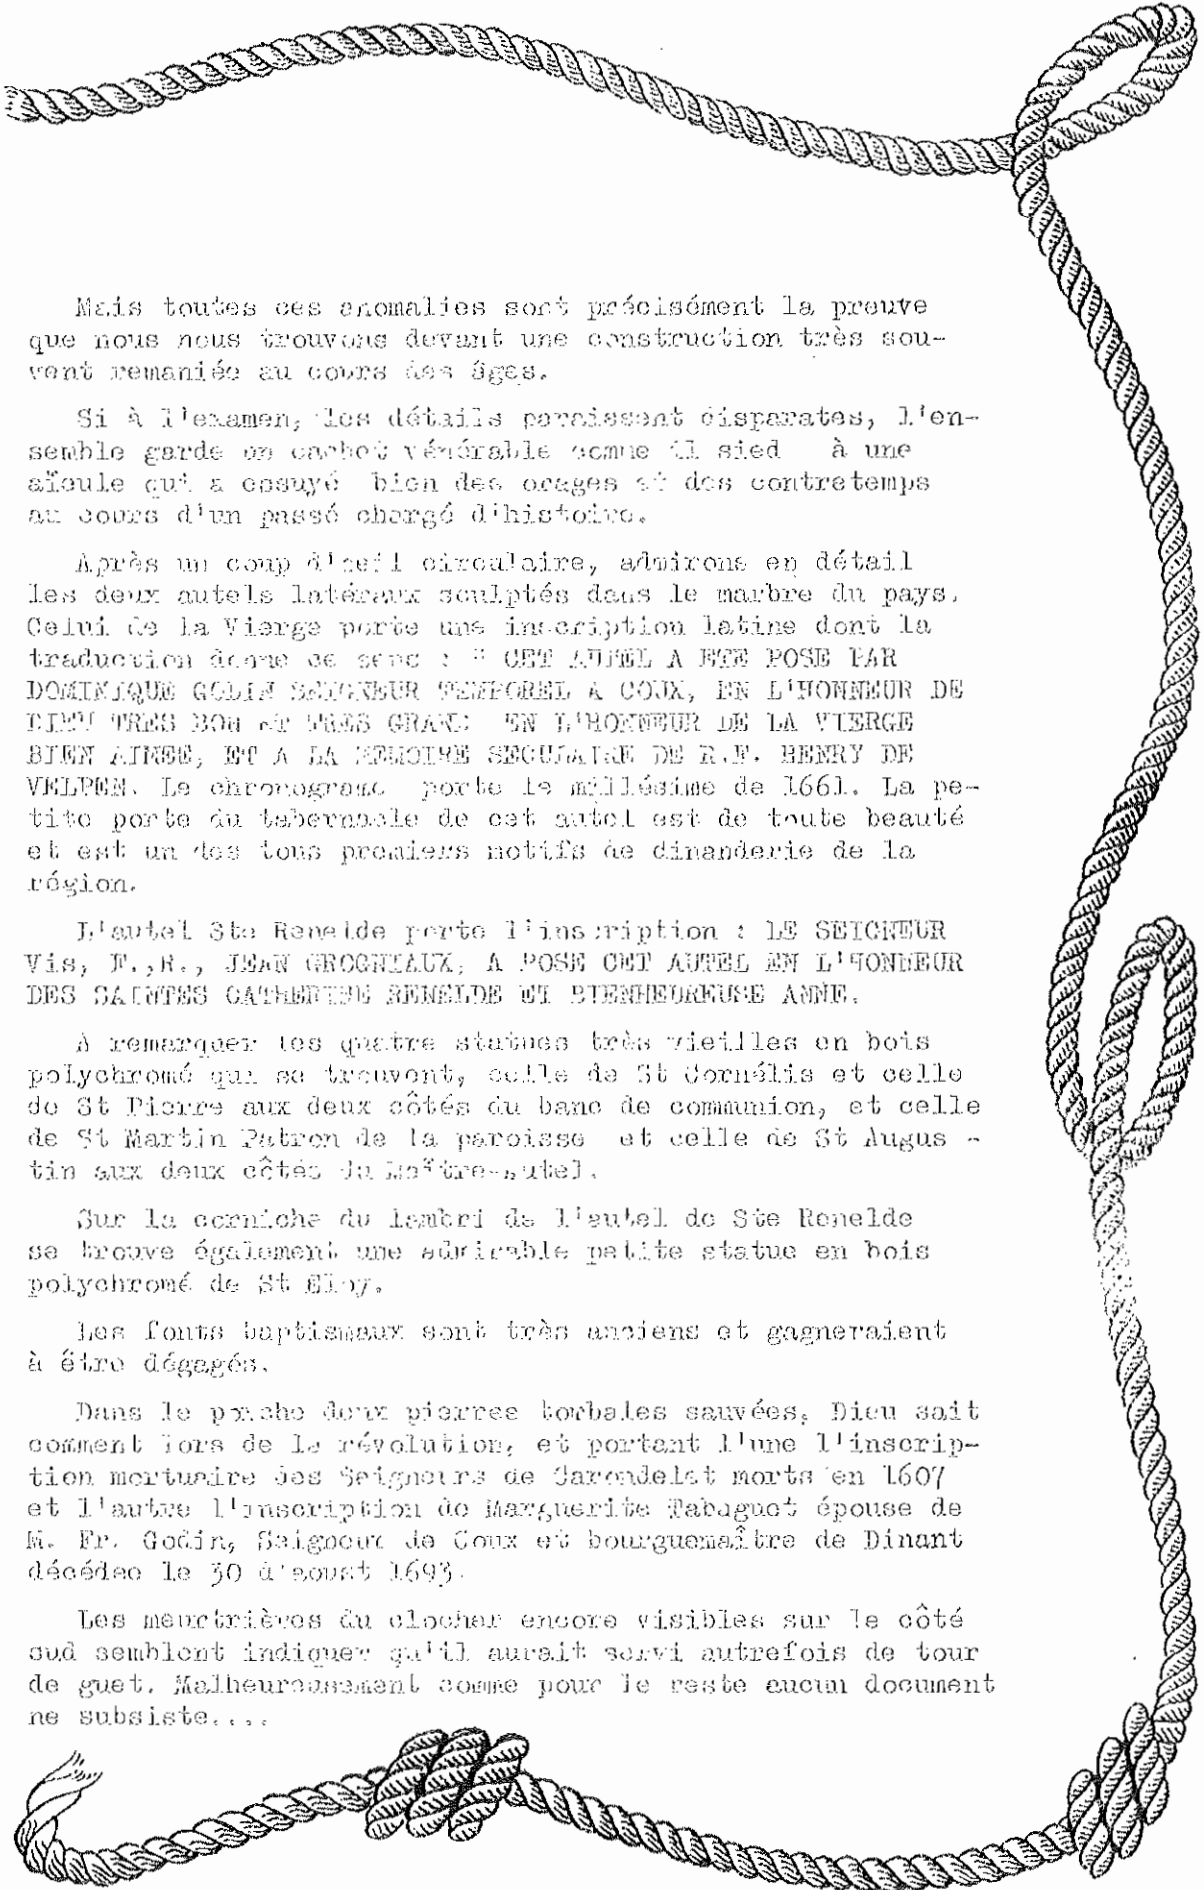 Mais toutes ces anomalies sont précisément la preuve
que nous nous trouvons devant une construction très sou-
vent remaniée au cours des âges.
Si à l'examen, les détails paraissent disparates, l'en-
semble garde un cachet vénérable comme il sied à une
aïeule qui a essuyé bien des orages et des contretemps
au cours d'un passé chargé d'histoire.
Après un coup d'oeil circulaire, admirons en détail
les deux autels latéraux sculptés dans le marbre du pays.
Celui de la Vierge porte une inscription latine dont la
traduction donne ce sens : " CET AUTEL A ETE POSE PAR
DOMINIQUE GODIN SEIGNEUR TEMPOREL A COUX, EN L'HONNEUR DE
DIEU TRES BON ET TRES GRAND EN L'HONNEUR DE LA VIERGE
BIEN AIMEE, ET A LA MEMOIRE SECULAIRE DE R.F. HENRY DE
VELPEN. Le chronogramme porte le millésime de 1661. La pe-
tite porte du tabernacle de cet autel est de toute beauté
et est un des tous premiers motifs de dinanderie de la
région.
L'autel Ste Renelde porte l'inscription : LE SEIGNEUR
Vis, F.,R., JEAN GROGNIAUX, A POSE CET AUTEL EN L'HONNEUR
DES SAINTES CATHERINE RENELDE ET BIENHEUREUSE ANNE.
A remarquer les quatre statues très vieilles en bois
polychromé qui se trouvent, celle de St Cornélis et celle
de St Pierre aux deux côtés du banc de communion, et celle
de St Martin Patron de la paroisse et celle de St Augus -
tin aux deux côtés du Maître-autel.
Sur la corniche du lambri de l'autel de Ste Renelde
se trouve également une admirable petite statue en bois
polychromé de St Eloy.
Les fonts baptismaux sont très anciens et gagneraient
à être dégagés.
Dans le porche deux pierres tombales sauvées, Dieu sait
comment lors de la révolution, et portant l'une l'inscrip-
tion mortuaire des Seigneurs de Carondelet morts en 1607
et l'autre l'inscription de Marguerite Tabaguet épouse de
M. Fr. Godin, Seigneur de Coux et bourguemaître de Dinant
décédee le 30 d'aoust 1693.
Les meurtrières du clocher encore visibles sur le côté
sud semblent indiquer qu'il aurait servi autrefois de tour
de guet. Malheureusement comme pour le reste aucun document
ne subsiste....